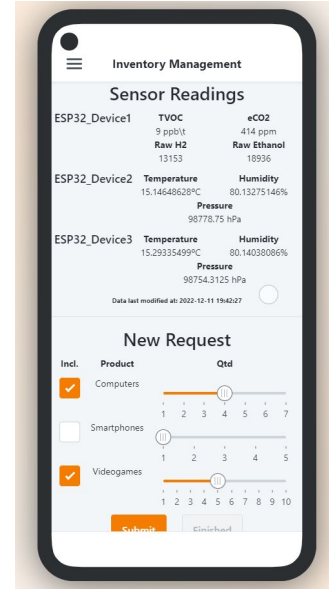 Inventory Management
Sensor Readings
ESP32_Device1 TVOC eCO2
9 ppb\t 414 ppm
Raw H2 Raw Ethanol
13153 18936
ESP32_Device2 Temperature Humidity
15.14648628ºC 80.13275146%
Pressure
98778.75 hPa
ESP32_Device3 Temperature Humidity
15.29335499ºC 80.14038086%
Pressure
98754.3125 hPa
Data last modified at: 2022-12-11 19:42:27
New Request
Incl. Product Qtd
Computers
1 2 3 4 5 6 7
Smartphones
1 2 3 4 5
Videogames
1 2 3 4 5 6 7 8 9 10
Submit Finished